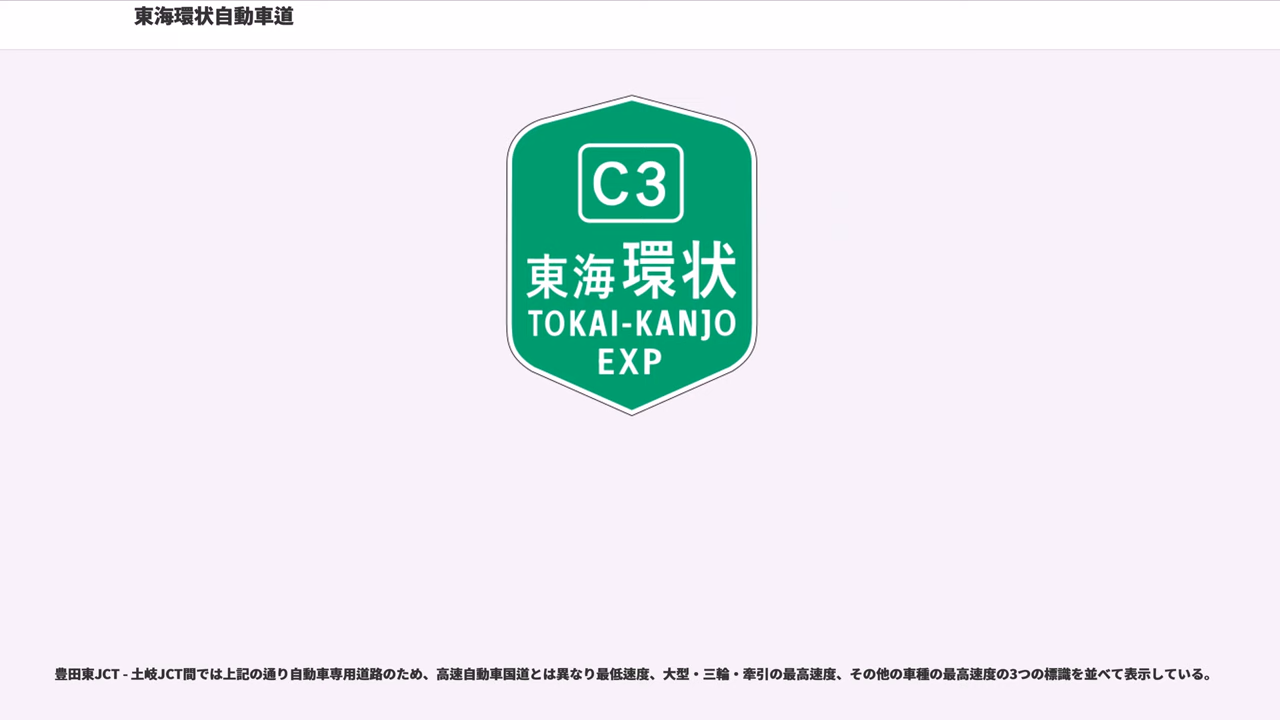 東海環状自動車道
C3
東海環状
TOKAI-KANJO
EXP
豊田東JCT - 土岐JCT間では上記の通り自動車専用道路のため、高速自動車国道とは異なり最低速度、大型・三輪・牽引の最高速度、その他の車種の最高速度の3つの標識を並べて表示している。